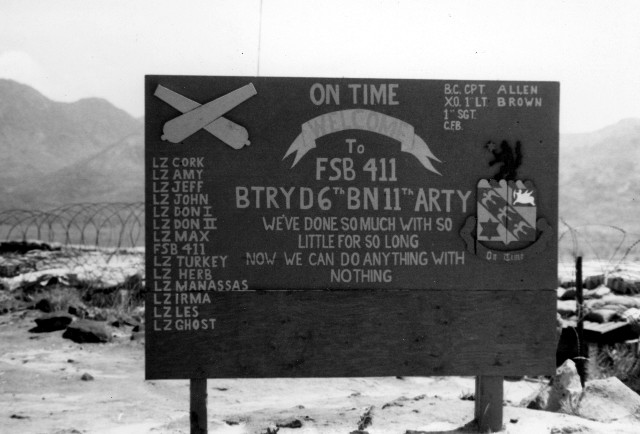 ON TIME
WELCOME
To
FSB 411
BTRY D 6TH BN 11TH ARTY
WE'VE DONE SO MUCH WITH SO
LITTLE FOR SO LONG
NOW WE CAN DO ANYTHING WITH
NOTHING
B.C. CPT ALLEN
X.O. 1ST LT BROWN
1ST SGT.
C.F.B.
LZ CORK
LZ AMY
LZ JEFF
LZ JOHN
LZ DON I
LZ DON II
LZ MAX
FSB 411
LZ TURKEY
LZ HERB
LZ MANASSAS
LZ IRMA
LZ LES
LZ GHOST
On Time